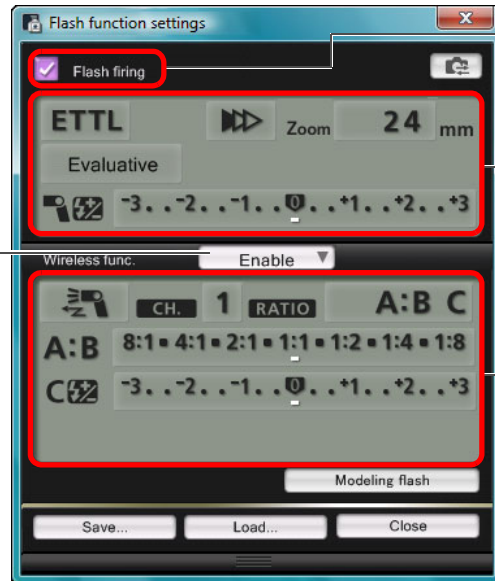 Flash function settings
Flash firing
ETTL Zoom 24 mm
Evaluative
-3..-2..-1..0..+1..+2..+3
Wireless func. Enable
CH. 1 RATIO A:B C
A:B 8:1▪4:1▪2:1▪1:1▪1:2▪1:4▪1:8
C -3..-2..-1..0..+1..+2..+3
Modeling flash
Save... Load... Close